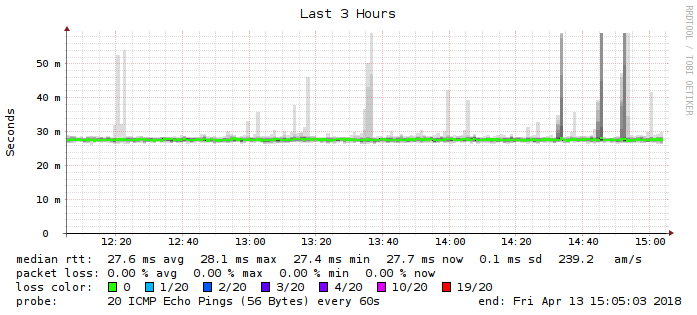 Last 3 Hours
RRDTOOL / TOBI OETIKER
Seconds
50 m
40 m
30 m
20 m
10 m
0
12:20 12:40 13:00 13:20 13:40 14:00 14:20 14:40 15:00
median rtt: 27.6 ms avg 28.1 ms max 27.4 ms min 27.7 ms now 0.1 ms sd 239.2 am/s
packet loss: 0.00 % avg 0.00 % max 0.00 % min 0.00 % now
loss color: 0 1/20 2/20 3/20 4/20 10/20 19/20
probe: 20 ICMP Echo Pings (56 Bytes) every 60s end: Fri Apr 13 15:05:03 2018